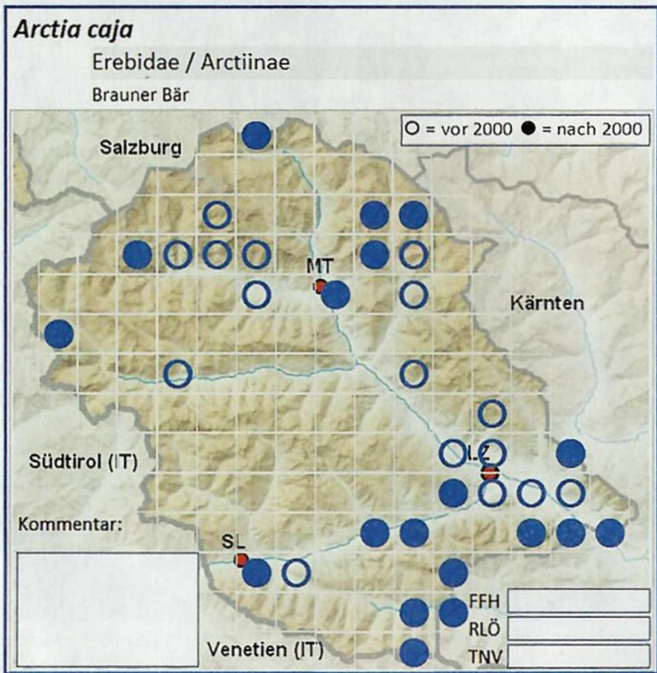 Arctia caja
Erebidae / Arctiinae
Brauner Bär
O = vor 2000 ● = nach 2000
Salzburg
MT
Kärnten
Südtirol (IT)
LZ
Kommentar:
SL
FFH
RLÖ
Venetien (IT)
TNV